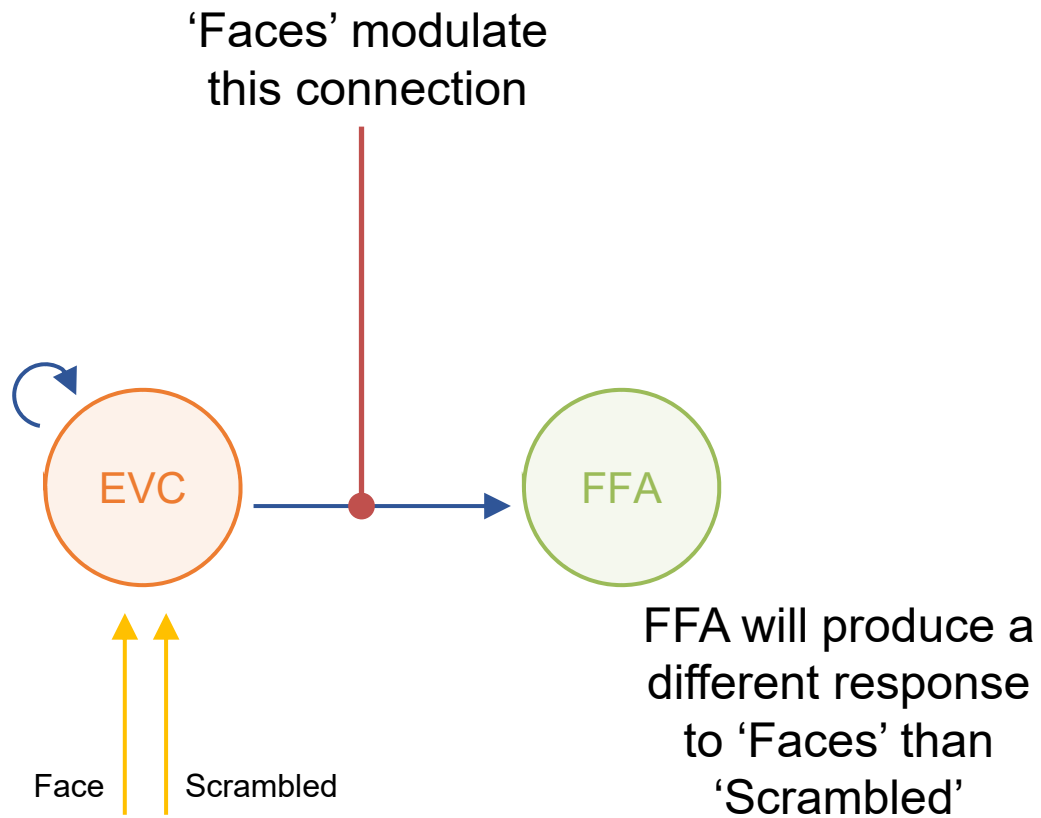 ‘Faces’ modulate
this connection
EVC
FFA
FFA will produce a
different response
to ‘Faces’ than
‘Scrambled’
Face
Scrambled